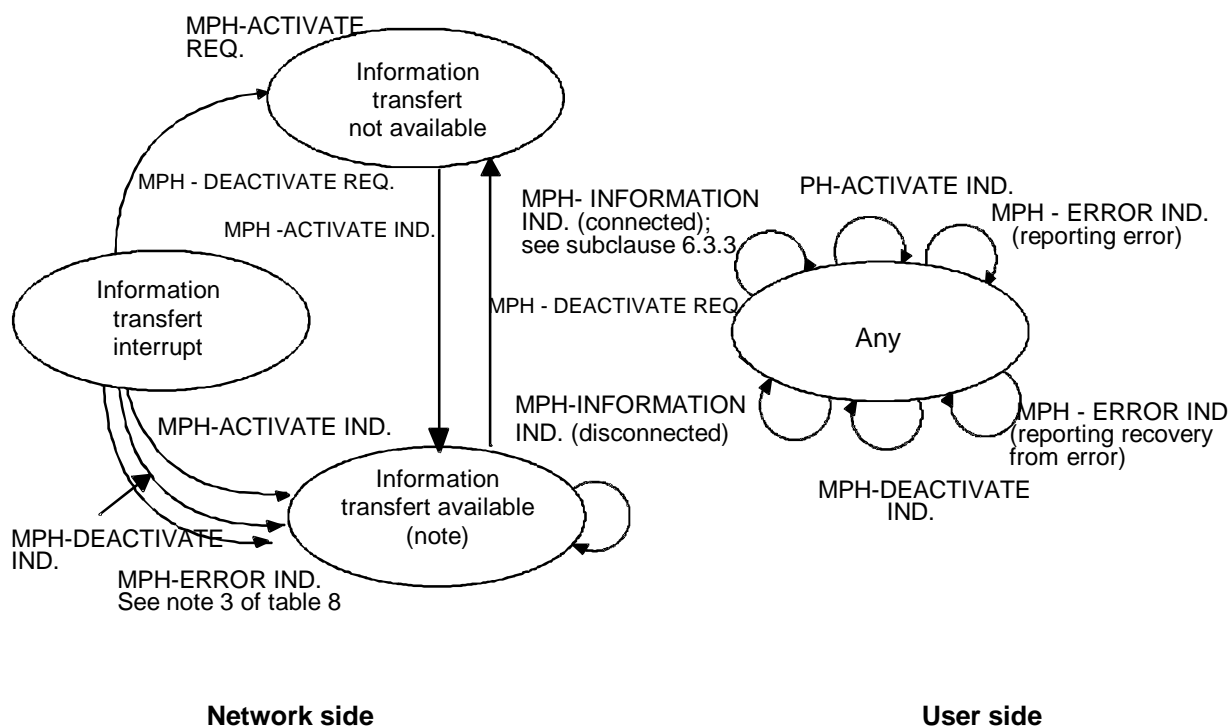 MPH-ACTIVATE
REQ.
Information
transfert
not available
MPH - DEACTIVATE REQ.
MPH -ACTIVATE IND.
Information
transfert
interrupt
MPH-ACTIVATE IND.
MPH - DEACTIVATE REQ
Information
transfert available
(note)
MPH-DEACTIVATE
IND.
MPH-ERROR IND.
See note 3 of table 8
Network side
MPH- INFORMATION
IND. (connected);
see subclause 6.3.3
PH-ACTIVATE IND.
MPH - ERROR IND.
(reporting error)
Any
MPH-INFORMATION
IND. (disconnected)
MPH-DEACTIVATE
IND.
MPH - ERROR IND
(reporting recovery
from error)
User side